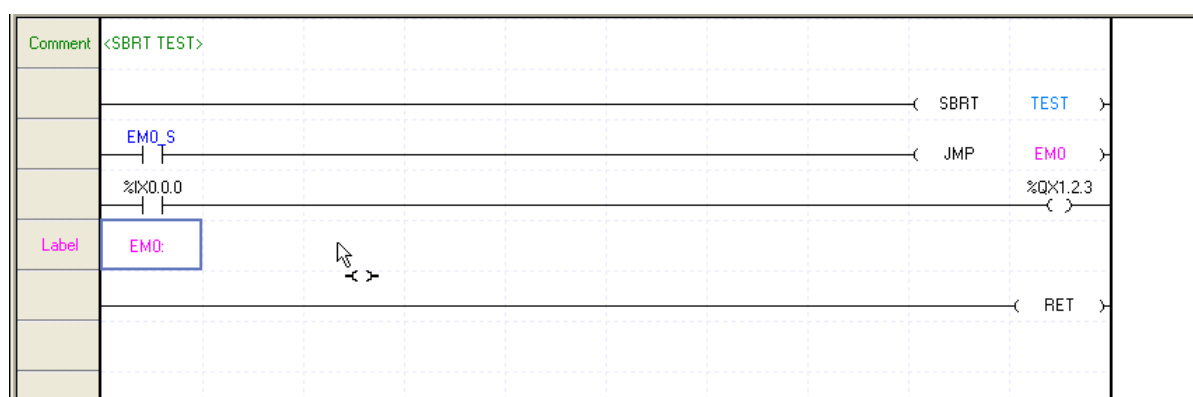 Comment <SBRT TEST>
SBRT TEST
EM0_S
JMP EM0
%IX0.0.0 %QX1.2.3
Label EM0:
RET